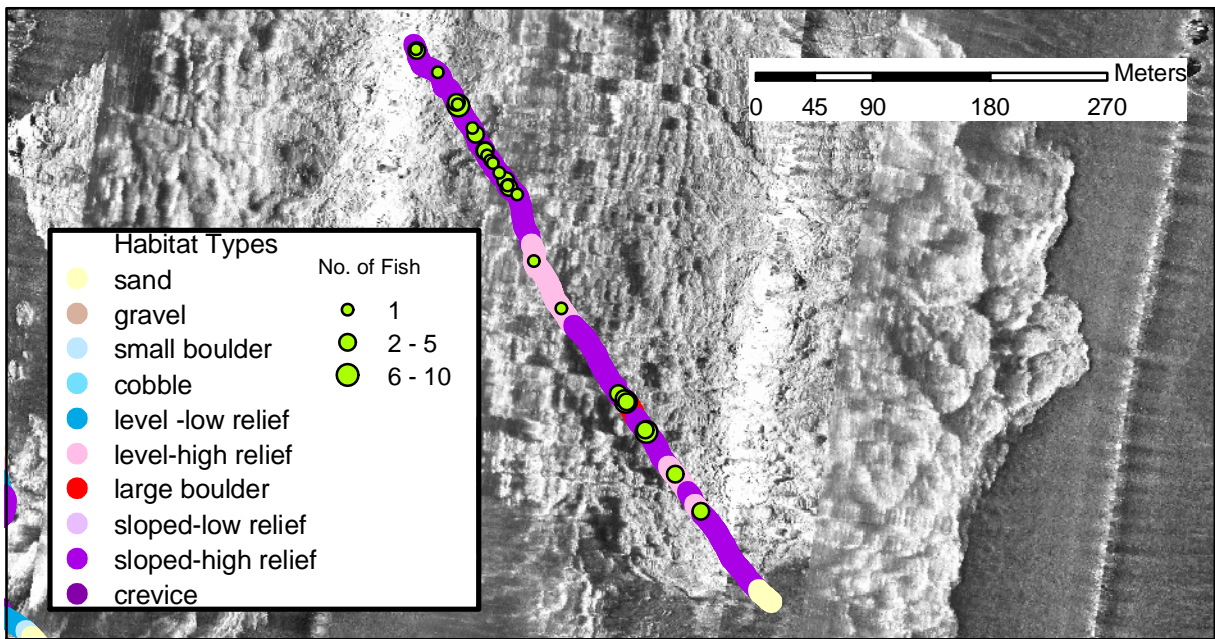 Meters
0 45 90 180 270
Habitat Types
sand
gravel
small boulder
cobble
level -low relief
level-high relief
large boulder
sloped-low relief
sloped-high relief
crevice
No. of Fish
1
2 - 5
6 - 10